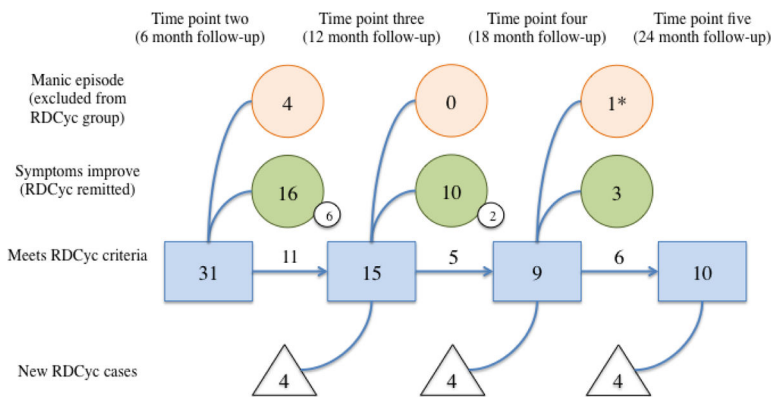 Time point two
(6 month follow-up)
Time point three
(12 month follow-up)
Time point four
(18 month follow-up)
Time point five
(24 month follow-up)
Manic episode
(excluded from
RDCyc group)
4
0
1*
Symptoms improve
(RDCyc remitted)
16
6
10
2
3
Meets RDCyc criteria
31
11
15
5
9
6
10
New RDCyc cases
4
4
4